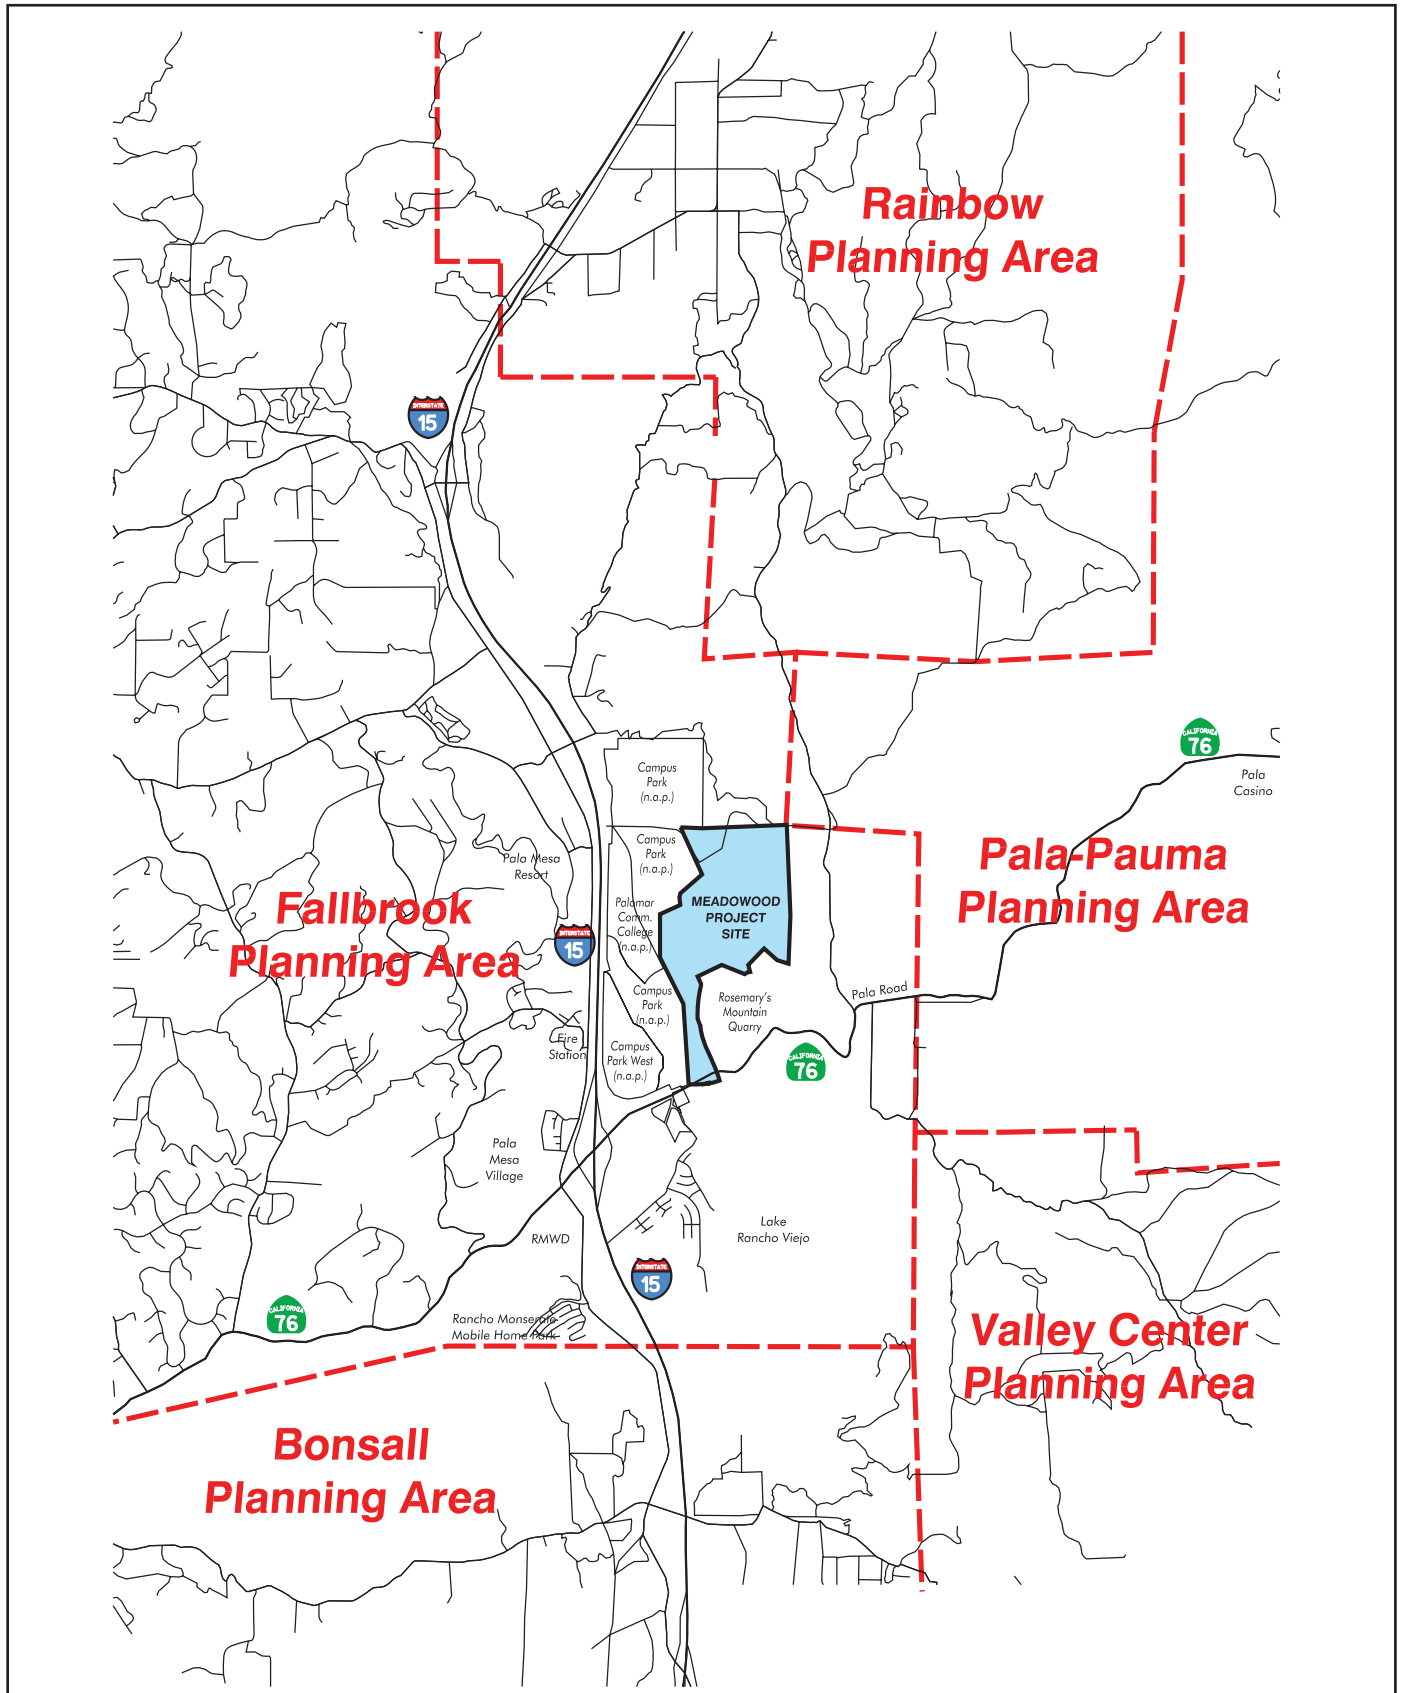 Rainbow
Planning Area
INTERSTATE
15
CALIFORNIA
76
Pala
Casino
Campus
Park
(n.a.p.)
Campus
Park
(n.a.p.)
Pala Mesa
Resort
Pala-Pauma
Planning Area
Fallbrook
Planning Area
Palomar
Comm.
College
(n.a.p.)
MEADOWOOD
PROJECT
SITE
INTERSTATE
15
Campus
Park
(n.a.p.)
Rosemary's
Mountain
Quarry
Pala Road
Fire
Station
Campus
Park West
(n.a.p.)
CALIFORNIA
76
Pala
Mesa
Village
Lake
Rancho Viejo
RMWD
INTERSTATE
15
CALIFORNIA
76
Rancho Monserate
Mobile Home Park
Valley Center
Planning Area
Bonsall
Planning Area